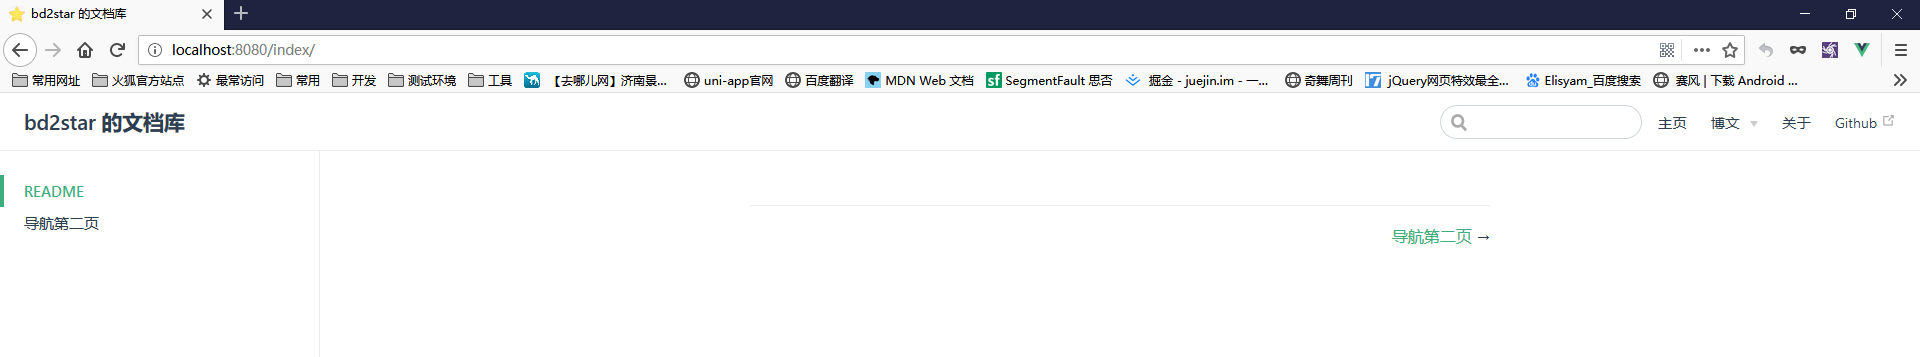 bd2star 的文档库
localhost:8080/index/
常用网址 火狐官方站点 最常访问 常用 开发 测试环境 工具 【去哪儿网】济南景... uni-app官网 百度翻译 MDN Web 文档 SegmentFault 思否 掘金 - juejin.im - 一... 奇舞周刊 jQuery网页特效最全... Elisyam_百度搜索 赛风 | 下载 Android ...
bd2star 的文档库 主页 博文 关于 Github
README
导航第二页
导航第二页 →